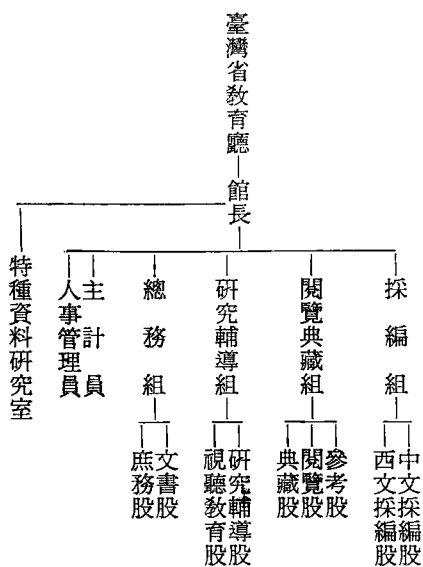 臺灣省教育廳
館長
採編組
中文採編股
西文採編股
閱覽典藏組
參考股
閱覽股
典藏股
研究輔導組
研究輔導股
視聽教育股
總務組
文書股
庶務股
主計員
人事管理員
特種資料研究室